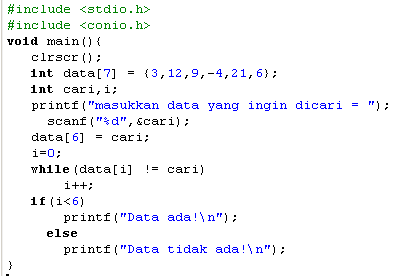 #include <stdio.h>
#include <conio.h>
void main(){
clrscr();
int data[7] = {3,12,9,-4,21,6};
int cari,i;
printf("masukkan data yang ingin dicari = ");
scanf("%d",&cari);
data[6] = cari;
i=0;
while(data[i] != cari)
i++;
if(i<6)
printf("Data ada!\n");
else
printf("Data tidak ada!\n");
}